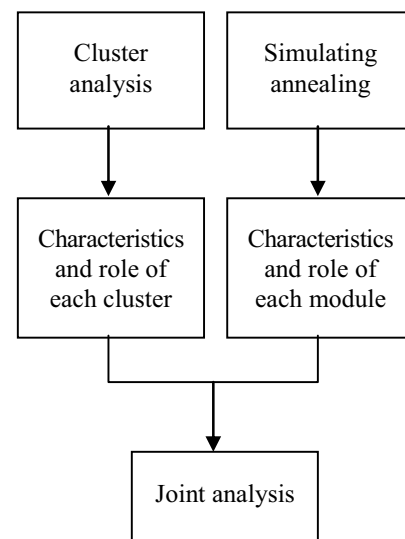 Cluster
analysis
Simulating
annealing
Characteristics
and role of
each cluster
Characteristics
and role of
each module
Joint analysis